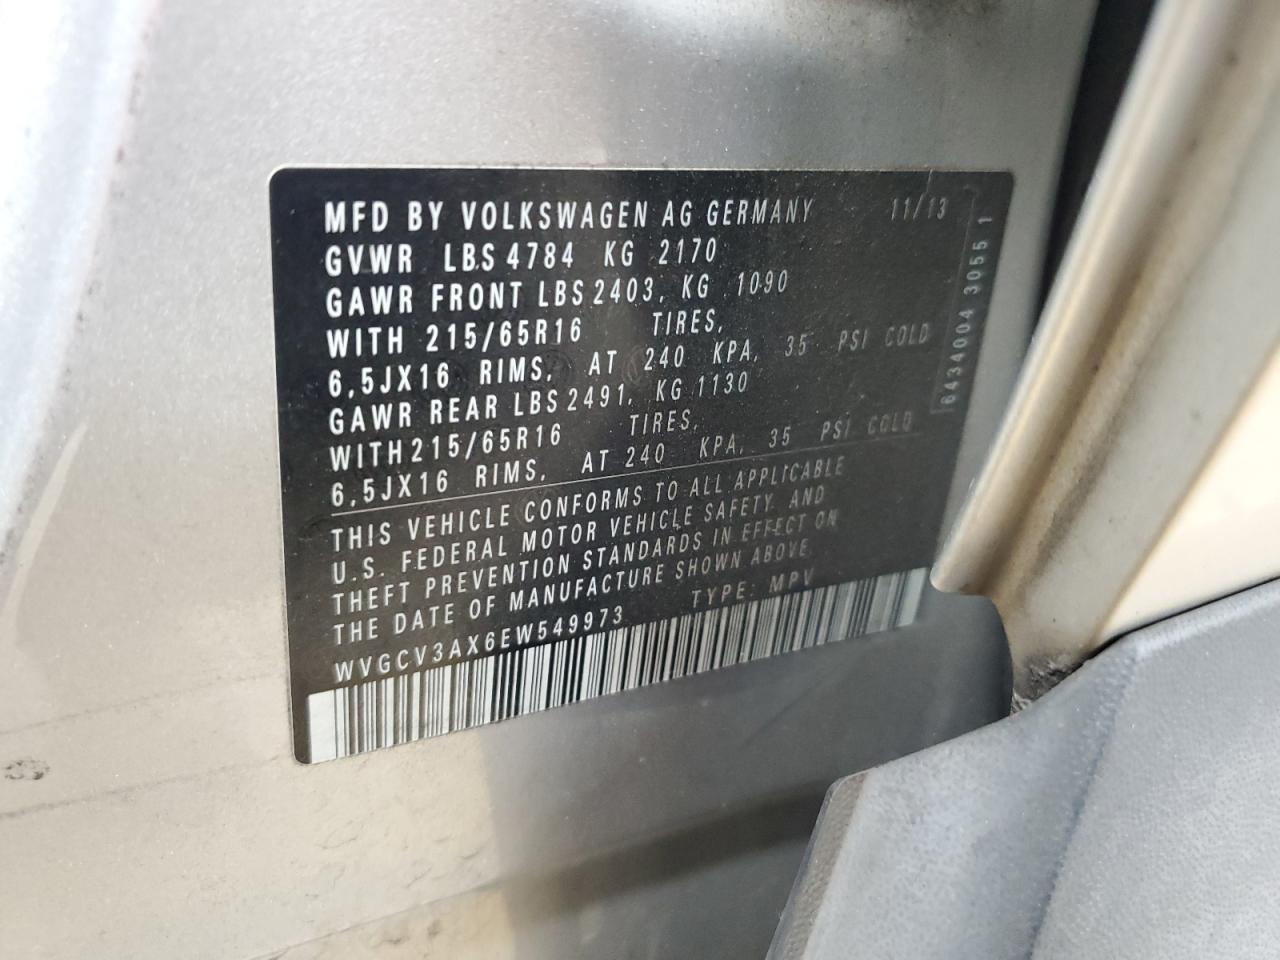 MFD BY VOLKSWAGEN AG GERMANY 11/13
GVWR LBS 4784 KG 2170
GAWR FRONT LBS 2403, KG 1090
WITH 215/65R16 TIRES,
6,5JX16 RIMS, AT 240 KPA, 35 PSI COLD
GAWR REAR LBS 2491, KG 1130
WITH 215/65R16 TIRES,
6,5JX16 RIMS, AT 240 KPA, 35 PSI COLD
THIS VEHICLE CONFORMS TO ALL APPLICABLE
U.S. FEDERAL MOTOR VEHICLE SAFETY, AND
THEFT PREVENTION STANDARDS IN EFFECT ON
THE DATE OF MANUFACTURE SHOWN ABOVE
WVGCV3AX6EW549973 TYPE: MPV
6434004 3055 1